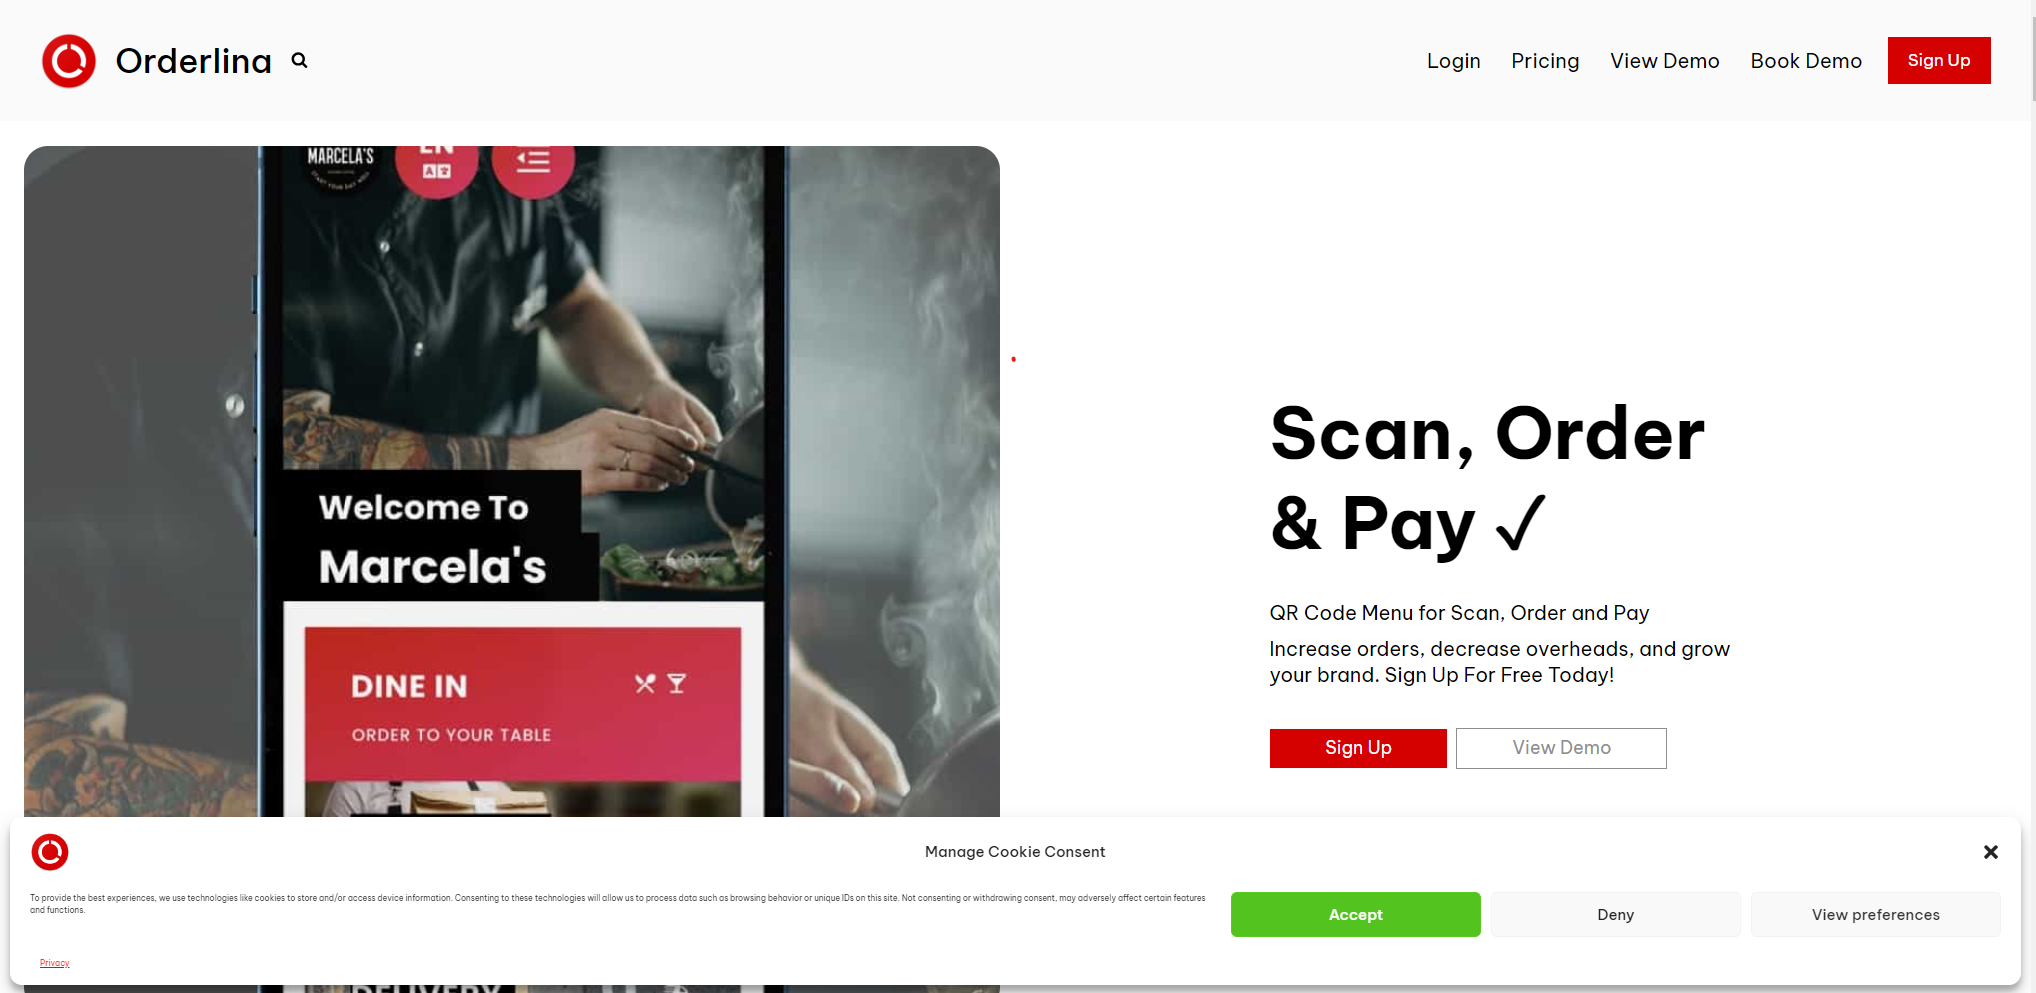 Orderlina
Login
Pricing
View Demo
Book Demo
Sign Up
MARCELA'S
START YOUR DAY WELL
EN
Welcome To
Marcela's
DINE IN
ORDER TO YOUR TABLE
Scan, Order
& Pay ✓
QR Code Menu for Scan, Order and Pay
Increase orders, decrease overheads, and grow
your brand. Sign Up For Free Today!
Sign Up
View Demo
Manage Cookie Consent
To provide the best experiences, we use technologies like cookies to store and/or access device information. Consenting to these technologies will allow us to process data such as browsing behavior or unique IDs on this site. Not consenting or withdrawing consent, may adversely affect certain features
and functions.
Accept
Deny
View preferences
Privacy
DELIVERY